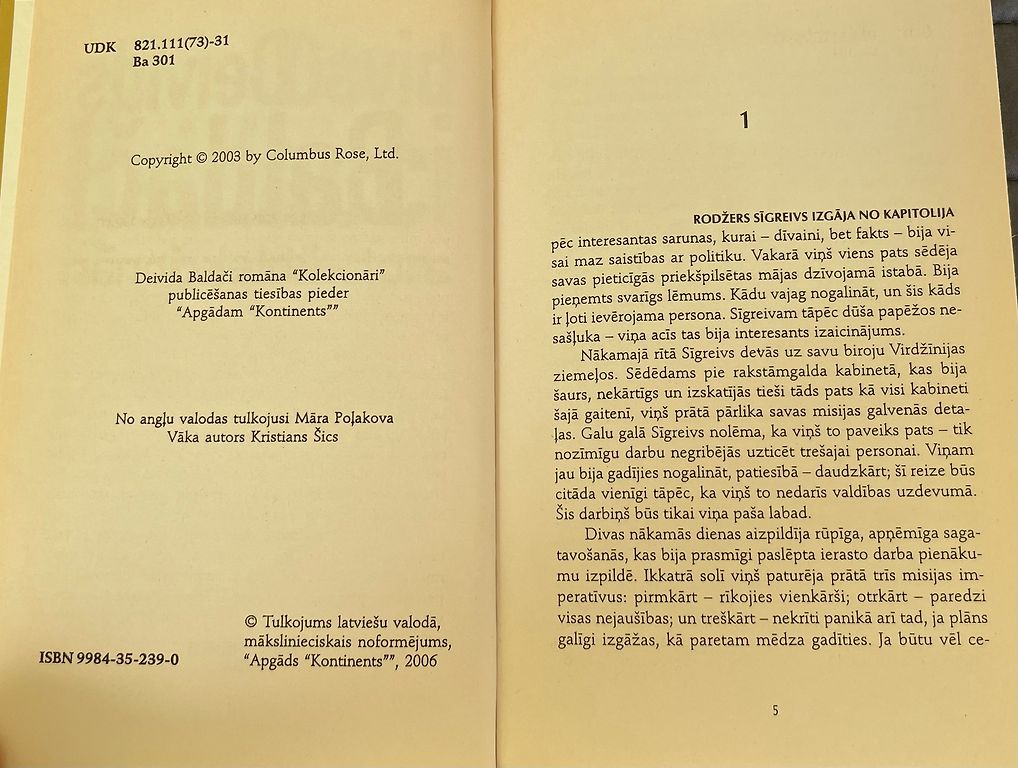 UDK 821.111(73)-31
Ba 301
Copyright © 2003 by Columbus Rose, Ltd.
Deivida Baldači romāna “Kolekcionāri”
publicēšanas tiesības pieder
“Apgādam “Kontinents””
No angļu valodas tulkojusi Māra Poļakova
Vāka autors Kristians Šics
© Tulkojums latviešu valodā,
mākslinieciskais noformējums,
“Apgāds “Kontinents””, 2006
ISBN 9984-35-239-0
1
RODŽERS SĪGREIVS IZGĀJA NO KAPITOLIJA
pēc interesantas sarunas, kurai – dīvaini, bet fakts – bija vi-
sai maz saistības ar politiku. Vakarā viņš viens pats sēdēja
savas pieticīgās priekšpilsētas mājas dzīvojamā istabā. Bija
pieņemts svarīgs lēmums. Kādu vajag nogalināt, un šis kāds
ir ļoti ievērojama persona. Sīgreivam tāpēc dūša papēžos ne-
sašļuka – viņa acīs tas bija interesants izaicinājums.
Nākamajā rītā Sīgreivs devās uz savu biroju Virdžīnijas
ziemeļos. Sēdēdams pie rakstāmgalda kabinetā, kas bija
šaurs, nekārtīgs un izskatījās tieši tāds pats kā visi kabineti
šajā gaitenī, viņš prātā pārlika savas misijas galvenās deta-
ļas. Galu galā Sīgreivs nolēma, ka viņš to paveiks pats – tik
nozīmīgu darbu negribējās uzticēt trešajai personai. Viņam
jau bija gadījies nogalināt, patiesībā – daudzkārt; šī reize būs
citāda vienīgi tāpēc, ka viņš to nedarīs valdības uzdevumā.
Šis darbiņš būs tikai viņa paša labad.
Divas nākamās dienas aizpildīja rūpīga, apņēmīga saga-
tavošanās, kas bija prasmīgi paslēpta ierasto darba pienāku-
mu izpildē. Ikkatrā solī viņš paturēja prātā trīs misijas im-
peratīvus: pirmkārt – rīkojies vienkārši; otrkārt – paredzi
visas nejaušības; un treškārt – nekrīti panikā arī tad, ja plāns
galīgi izgāžas, kā paretam mēdza gadīties. Ja būtu vēl ce-
5